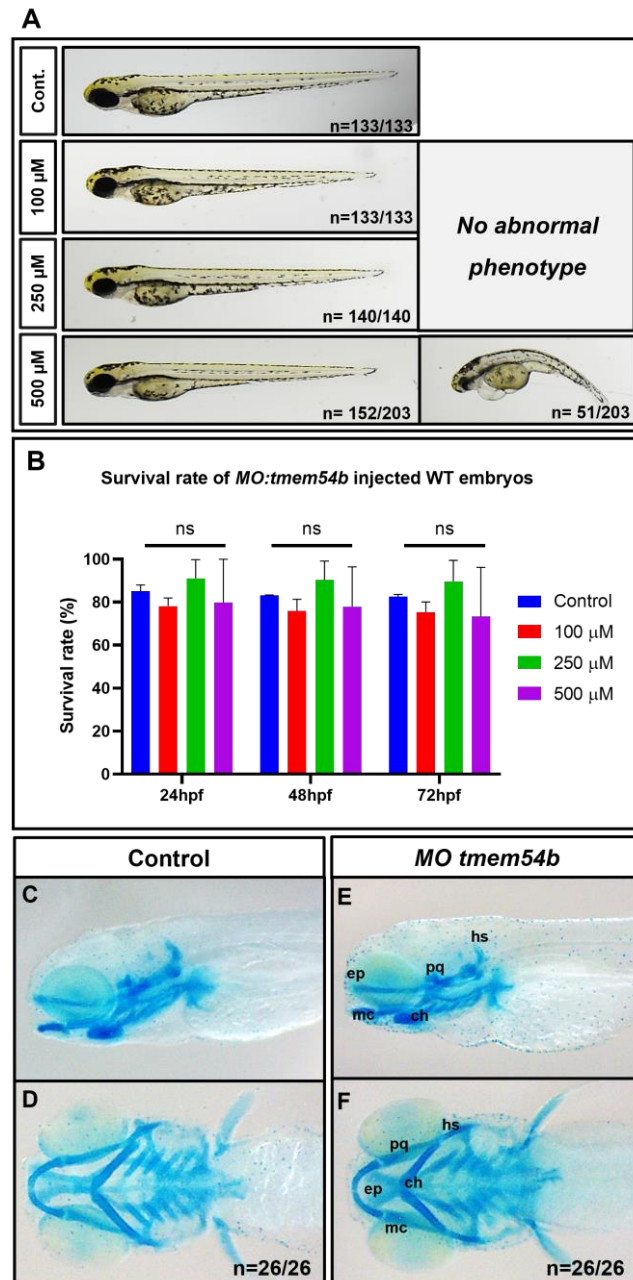 A
Cont.
n=133/133
100 µM
n=133/133
No abnormal
phenotype
250 µM
n= 140/140
500 µM
n= 152/203
n= 51/203
B
Survival rate of MO:tmem54b injected WT embryos
ns
ns
ns
Survival rate (%)
100
80
60
40
20
0
24hpf
48hpf
72hpf
Control
100 µM
250 µM
500 µM
Control
MO tmem54b
C
E
hs
ep
pq
mc
ch
D
n=26/26
F
hs
pq
ep
ch
mc
n=26/26